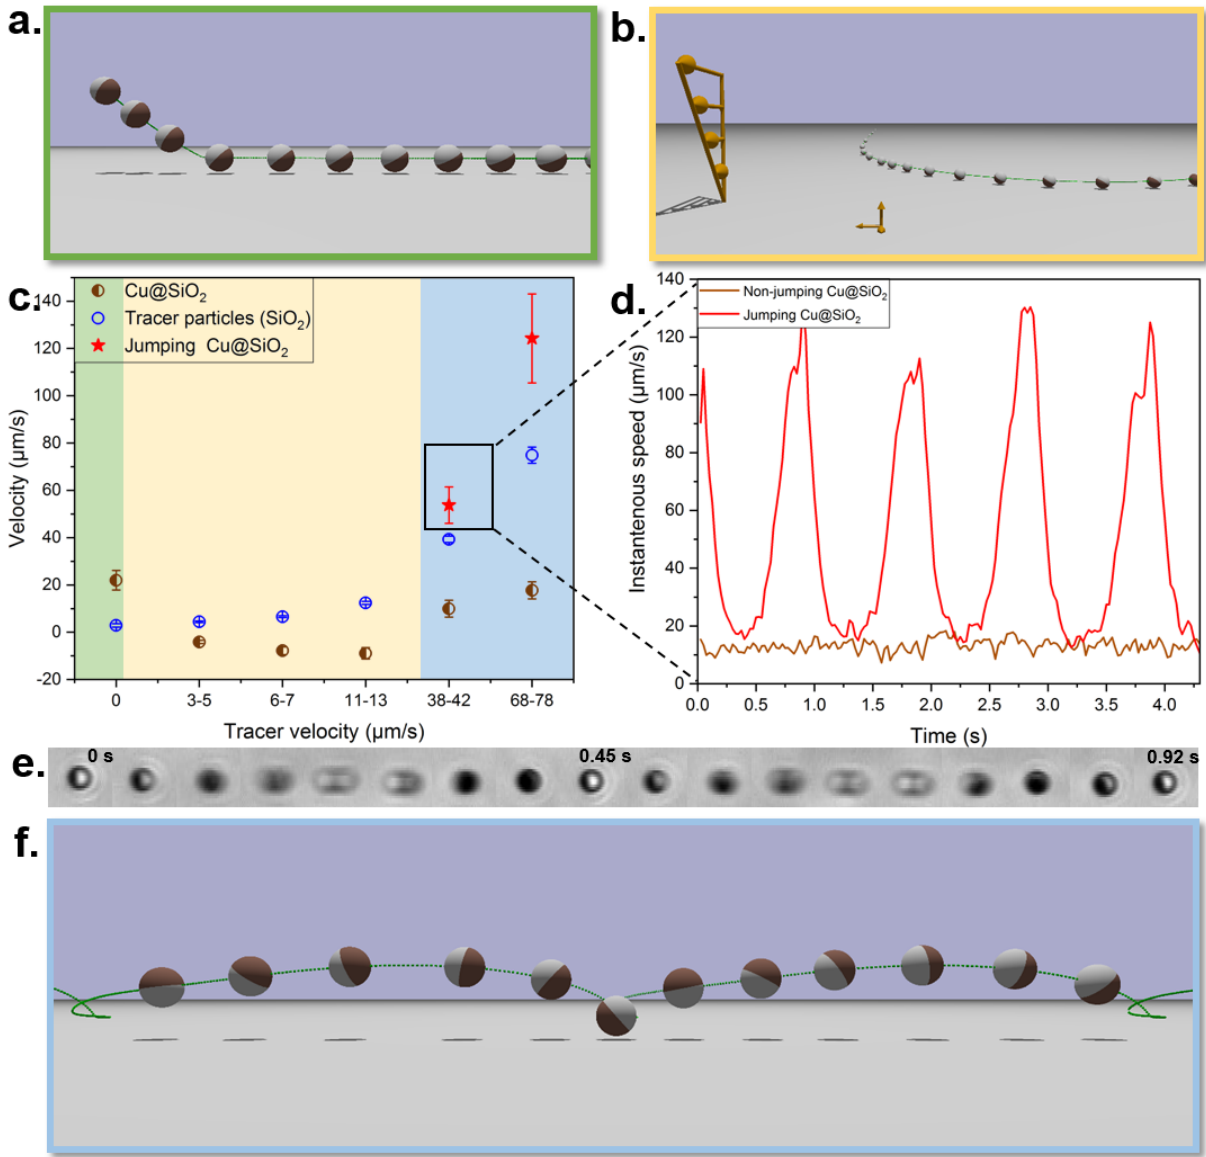 a.
b.
c.
Cu@SiO₂
Tracer particles (SiO₂)
Jumping Cu@SiO₂
Velocity (µm/s)
140
120
100
80
60
40
20
0
-20
0
3-5
6-7
11-13
38-42
68-78
Tracer velocity (µm/s)
d.
Non-jumping Cu@SiO₂
Jumping Cu@SiO₂
Instantenous speed (µm/s)
140
120
100
80
60
40
20
0
0.0
0.5
1.0
1.5
2.0
2.5
3.0
3.5
4.0
Time (s)
e.
0 s
0.45 s
0.92 s
f.